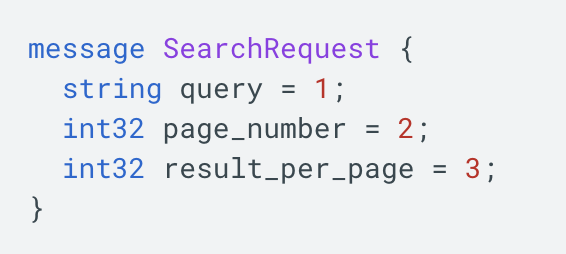 message SearchRequest {
  string query = 1;
  int32 page_number = 2;
  int32 result_per_page = 3;
}